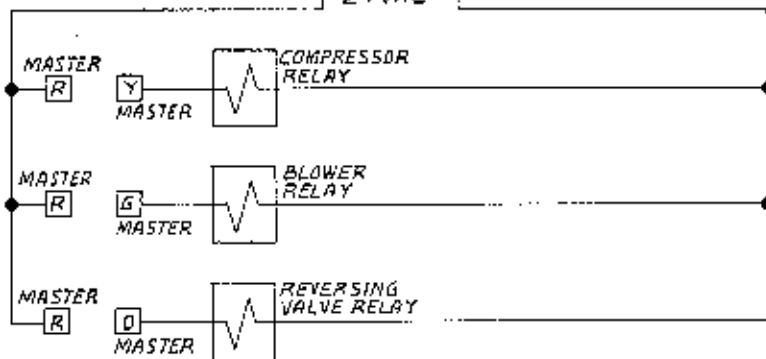 MASTER
R
Y
MASTER
COMPRESSOR
RELAY
MASTER
R
G
MASTER
BLOWER
RELAY
MASTER
R
O
MASTER
REVERSING
VALVE RELAY